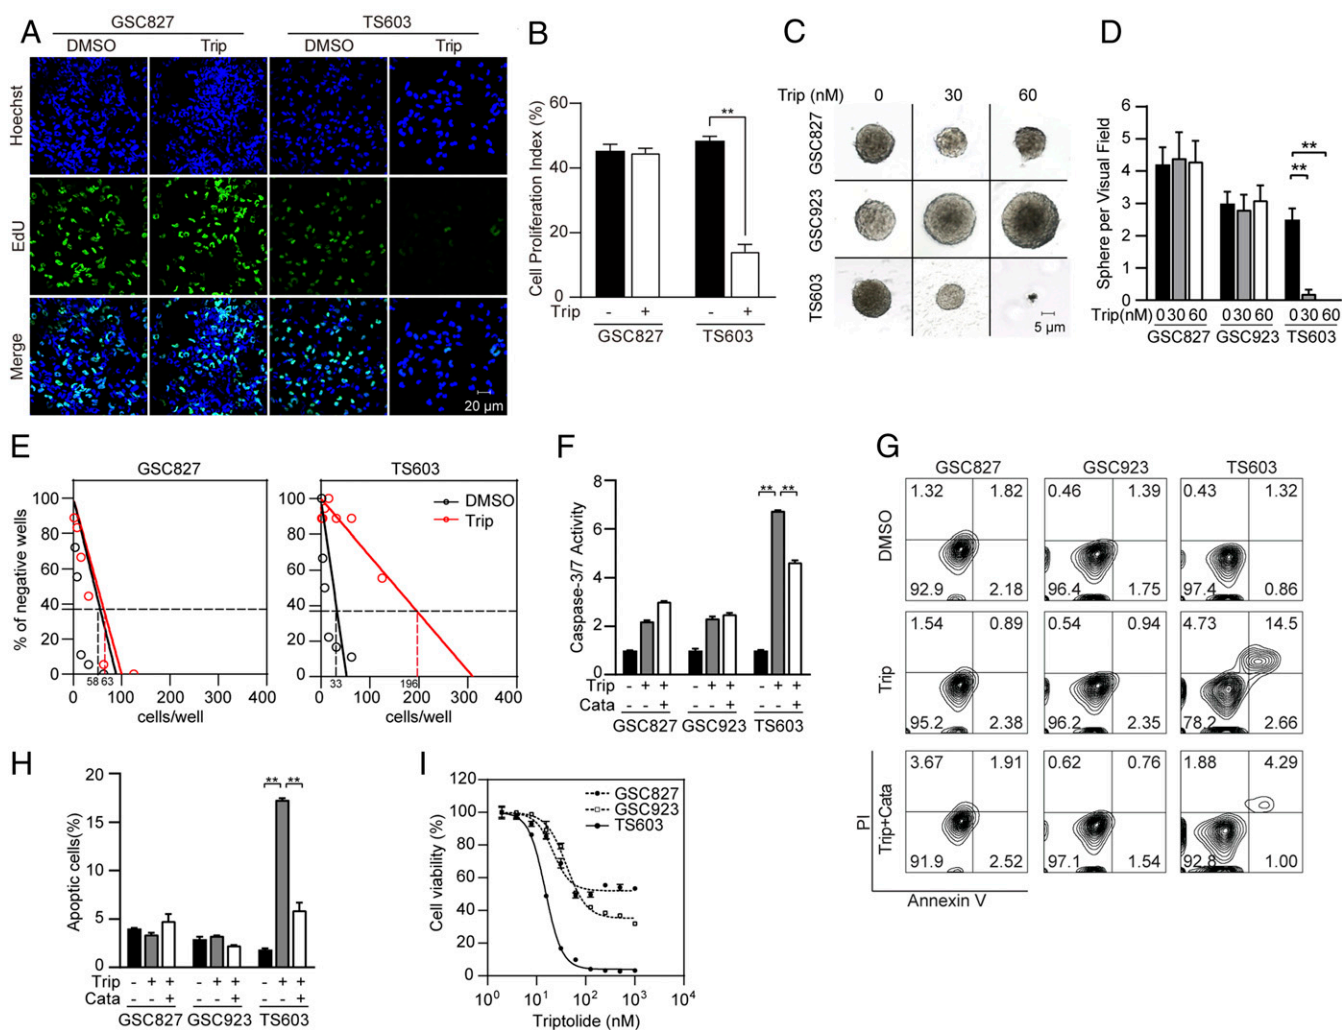 A
GSC827
TS603
DMSO
Trip
DMSO
Trip
Hoechst
EdU
Merge
20 µm
B
Cell Proliferation Index (%)
60
40
20
0
**
Trip - + - +
GSC827 TS603
C
Trip (nM) 0 30 60
GSC827
GSC923
TS603
5 µm
D
Sphere per Visual Field
6
5
4
3
2
1
0
**
**
Trip(nM) 0 30 60 0 30 60 0 30 60
GSC827 GSC923 TS603
E
GSC827
TS603
% of negative wells
100
80
60
40
20
0
58 63
0 100 200 300 400
cells/well
100
80
60
40
20
0
33
196
0 100 200 300 400
cells/well
DMSO
Trip
F
Caspase-3/7 Activity
8
6
4
2
0
** **
Trip - + + - + + - + +
Cata - - + - - + - - +
GSC827 GSC923 TS603
G
GSC827 GSC923 TS603
DMSO
1.32 1.82 0.46 1.39 0.43 1.32
92.9 2.18 96.4 1.75 97.4 0.86
Trip
1.54 0.89 0.54 0.94 4.73 14.5
95.2 2.38 96.2 2.35 78.2 2.66
Trip+Cata
3.67 1.91 0.62 0.76 1.88 4.29
91.9 2.52 97.1 1.54 92.8 1.00
PI
Annexin V
H
Apoptic cells(%)
20
15
10
5
0
** **
Trip - + + - + + - + +
Cata - - + - - + - - +
GSC827 GSC923 TS603
I
Cell viability (%)
120
100
80
60
40
20
0
GSC827
GSC923
TS603
10⁰ 10¹ 10² 10³ 10⁴
Triptolide (nM)